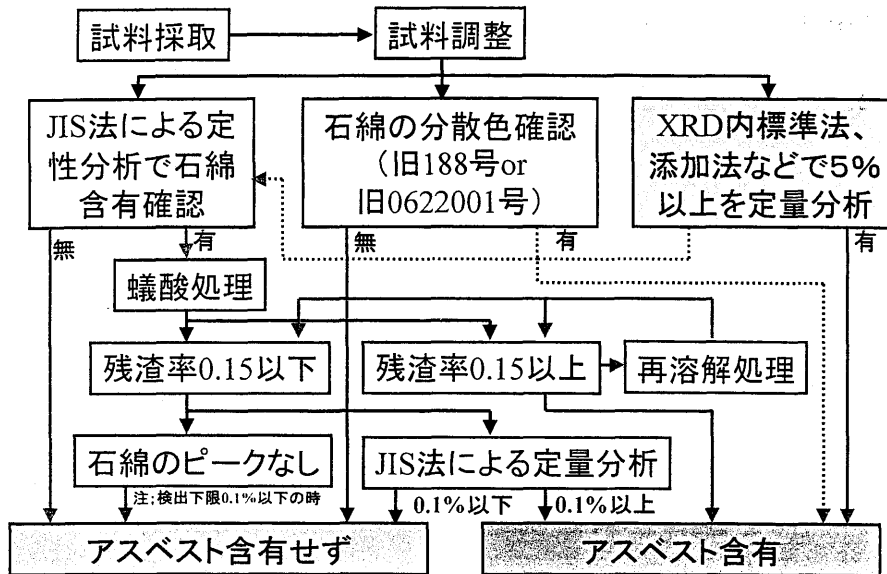 試料採取
試料調整
JIS法による定
性分析で石綿
含有確認
石綿の分散色確認
(旧188号or
旧0622001号)
XRD内標準法、
添加法などで5%
以上を定量分析
無
有
無
有
有
蟻酸処理
残渣率0.15以下
残渣率0.15以上
再溶解処理
石綿のピークなし
JIS法による定量分析
注;検出下限0.1%以下の時
0.1%以下
0.1%以上
アスベスト含有せず
アスベスト含有